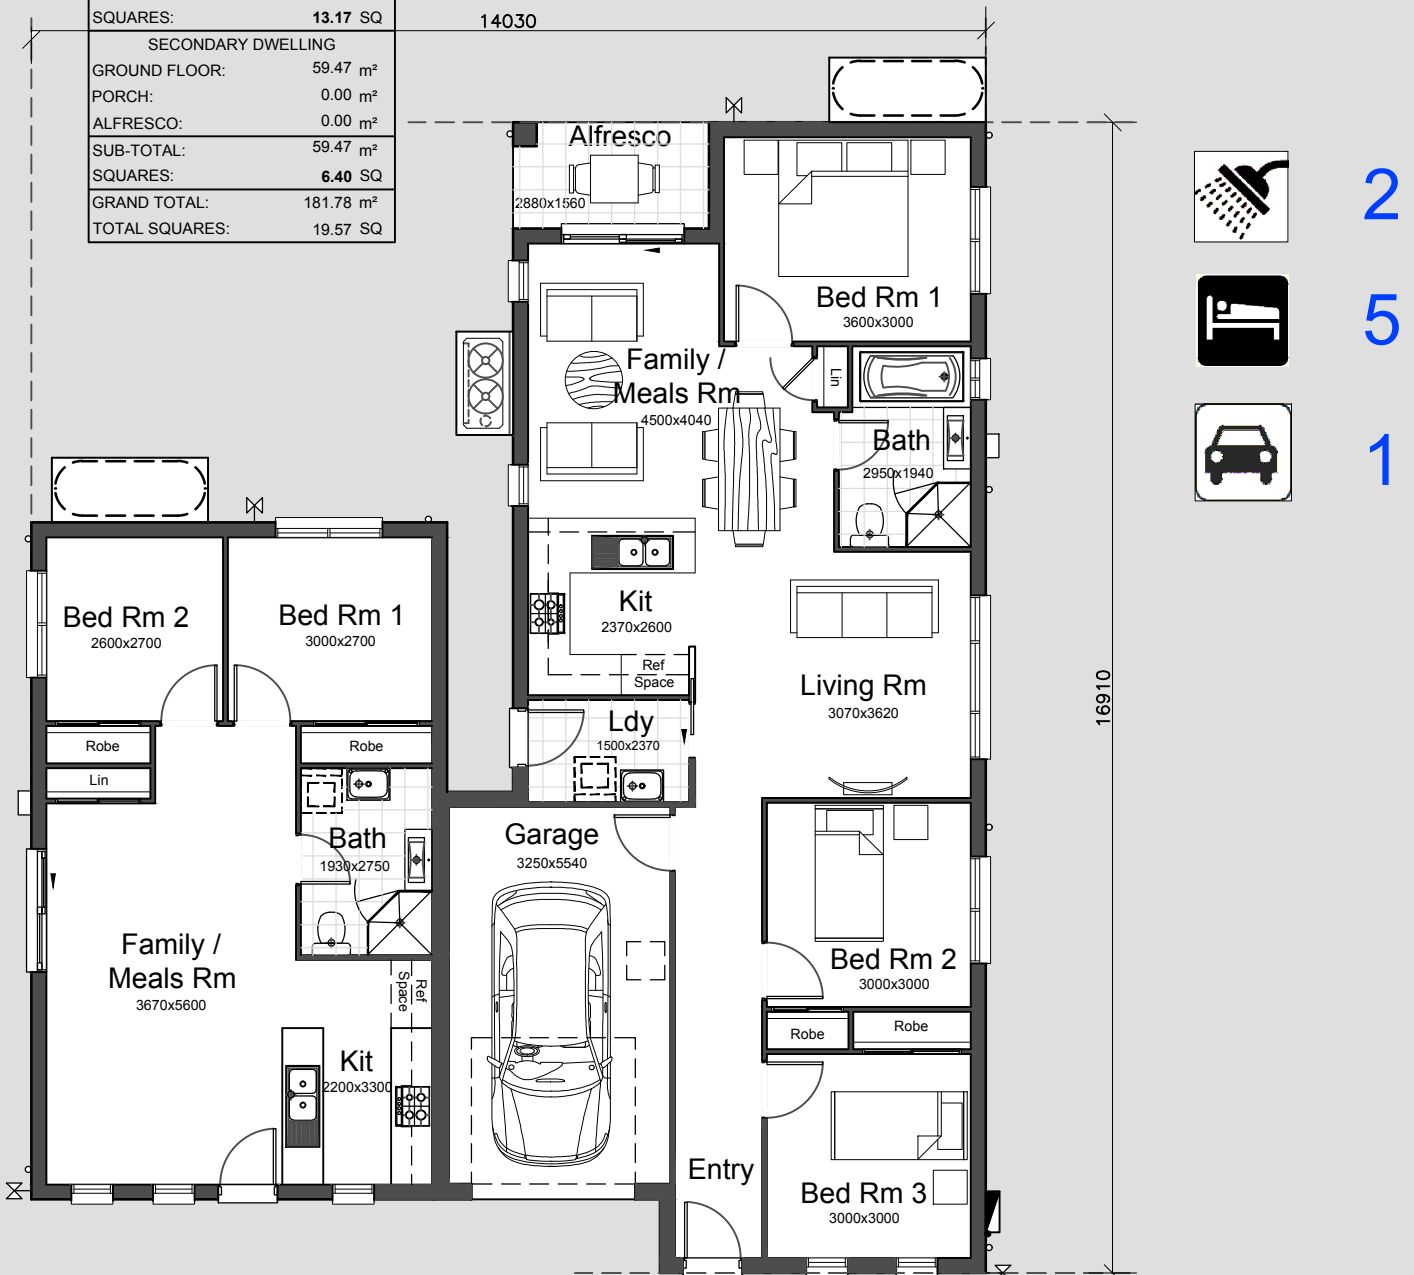 SQUARES: 13.17 SQ
SECONDARY DWELLING
GROUND FLOOR: 59.47 m²
PORCH: 0.00 m²
ALFRESCO: 0.00 m²
SUB-TOTAL: 59.47 m²
SQUARES: 6.40 SQ
GRAND TOTAL: 181.78 m²
TOTAL SQUARES: 19.57 SQ
14030
Alfresco
2880x1560
Bed Rm 1
3600x3000
2
5
1
Family /
Meals Rm
4500x4040
Lin
Bath
2950x1940
Kit
2370x2600
Ref
Space
Living Rm
3070x3620
16910
Ldy
1500x2370
Bed Rm 2
2600x2700
Bed Rm 1
3000x2700
Robe
Robe
Lin
Bath
1930x2750
Garage
3250x5540
Family /
Meals Rm
3670x5600
Ref
Space
Kit
2200x3300
Bed Rm 2
3000x3000
Robe
Robe
Entry
Bed Rm 3
3000x3000